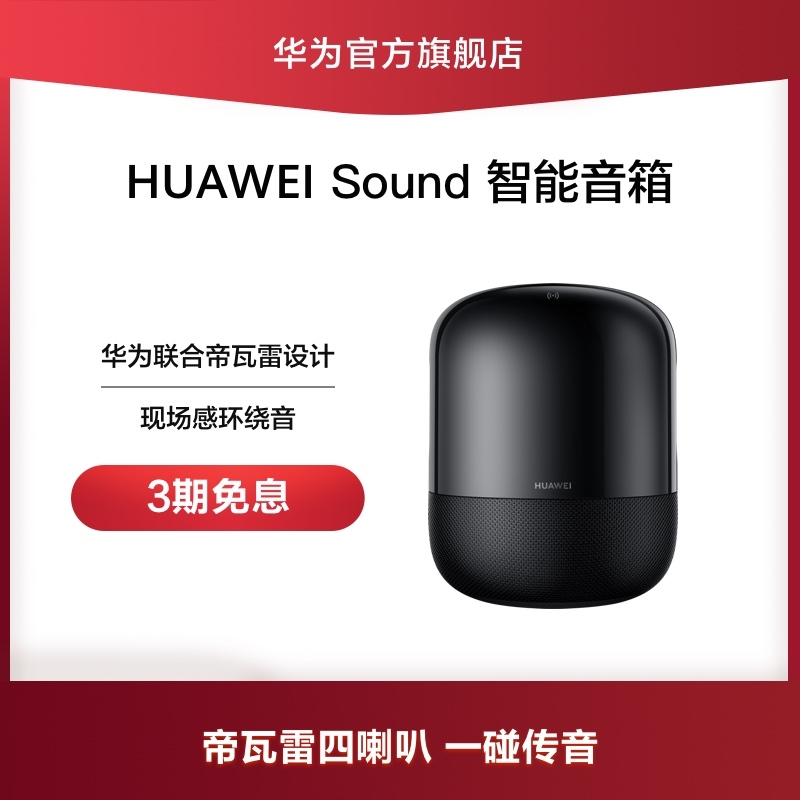 华为官方旗舰店
HUAWEI Sound 智能音箱
华为联合帝瓦雷设计
现场感环绕音
3期免息
HUAWEI
帝瓦雷四喇叭 一碰传音